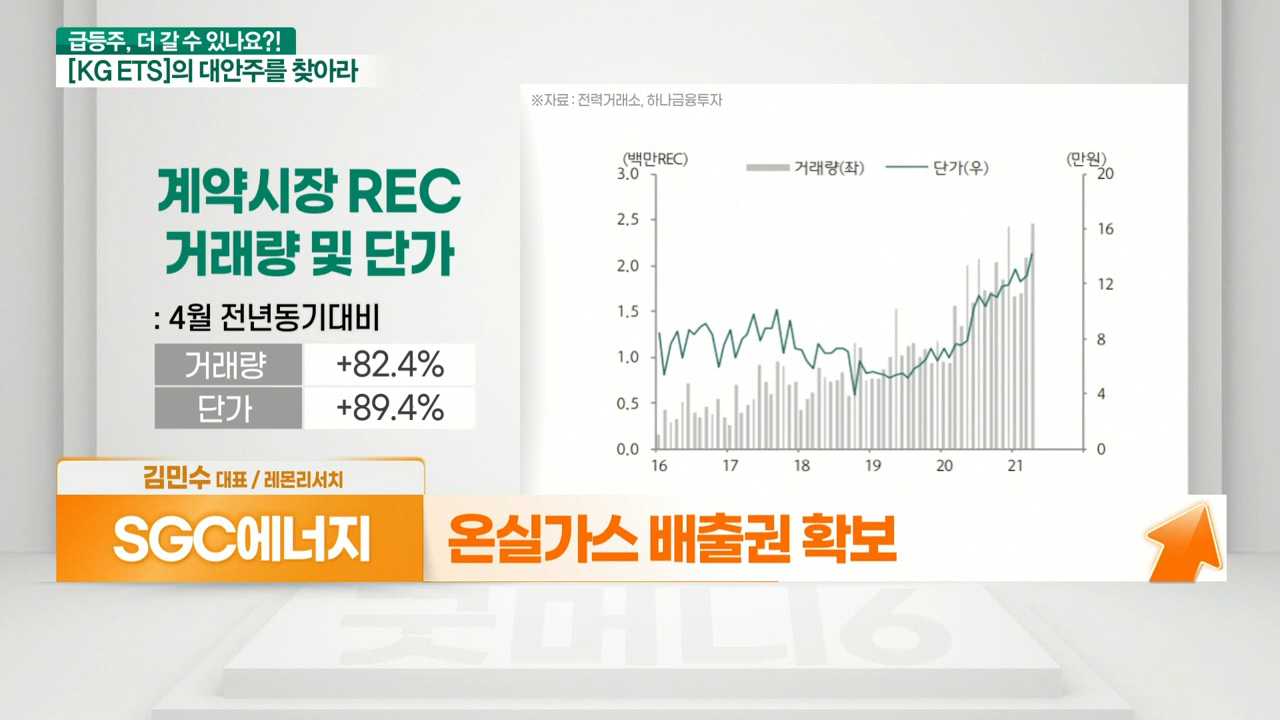 급등주, 더 갈 수 있나요?!
[KG ETS]의 대안주를 찾아라
※자료 : 전력거래소, 하나금융투자
계약시장 REC
거래량 및 단가
: 4월 전년동기대비
거래량 +82.4%
단가 +89.4%
(백만REC) 거래량(좌) 단가(우) (만원)
3.0 20
2.5 16
2.0 12
1.5 8
1.0 4
0.5 0
0.0
16 17 18 19 20 21
김민수 대표 / 레몬리서치
SGC에너지
온실가스 배출권 확보
굿머니6